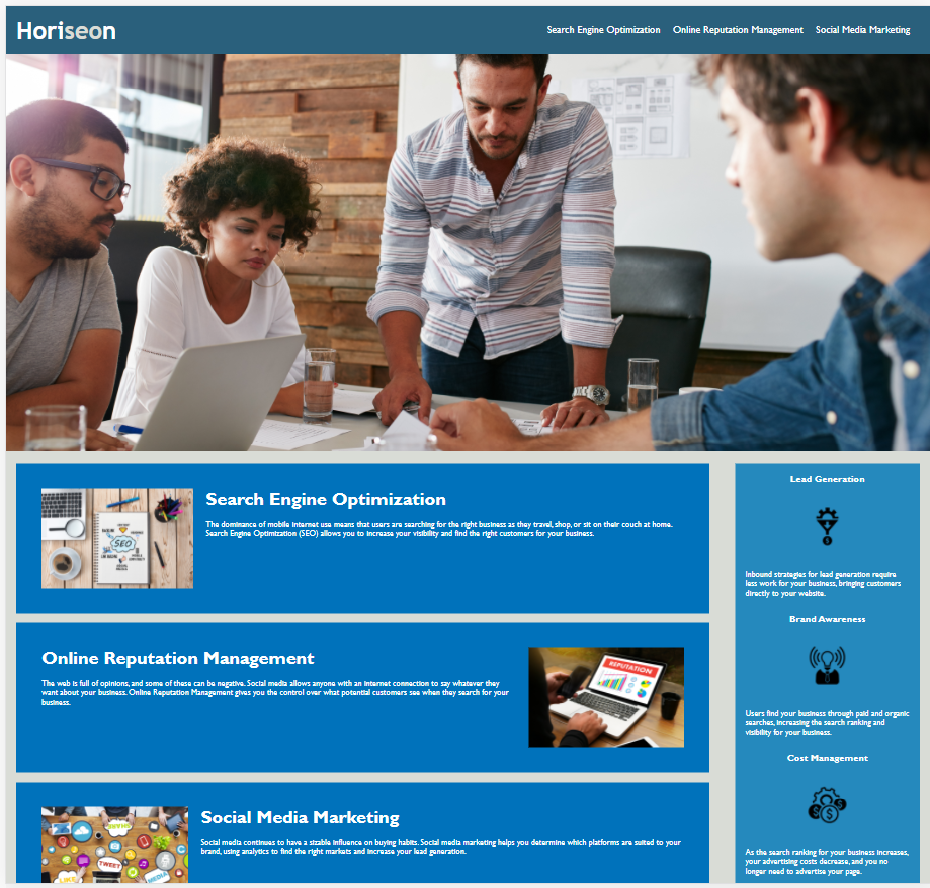 Horiseon
Search Engine Optimization Online Reputation Management Social Media Marketing
SEO
Search Engine Optimization
The dominance of mobile internet use means that users are searching for the right business as they travel, shop, or sit on their couch at home.
Search Engine Optimization (SEO) allows you to increase your visibility and find the right customers for your business.
Online Reputation Management
The web is full of opinions, and some of these can be negative. Social media allows anyone with an internet connection to say whatever they
want about your business. Online Reputation Management gives you the control over what potential customers see when they search for your
business.
REPUTATION
SHARE
TWEET
LIKE
MEDIA
Social Media Marketing
Social media continues to have a sizable influence on buying habits. Social media marketing helps you determine which platforms are suited to your
brand, using analytics to find the right markets and increase your lead generation.
Lead Generation
Inbound strategies for lead generation require
less work for your business, bringing customers
directly to your website.
Brand Awareness
Users find your business through paid and organic
searches, increasing the search ranking and
visibility for your business.
Cost Management
As the search ranking for your business increases,
your advertising costs decrease, and you no
longer need to advertise your page.